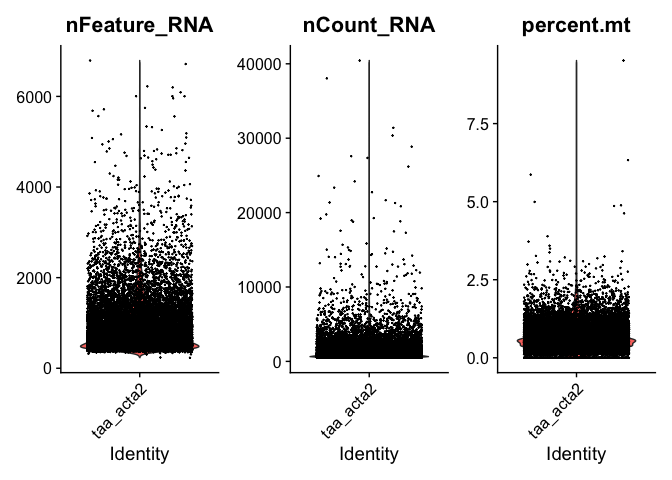 nFeature_RNA
6000
4000
2000
0
taa_acta2
Identity
nCount_RNA
40000
30000
20000
10000
0
taa_acta2
Identity
percent.mt
7.5
5.0
2.5
0.0
taa_acta2
Identity